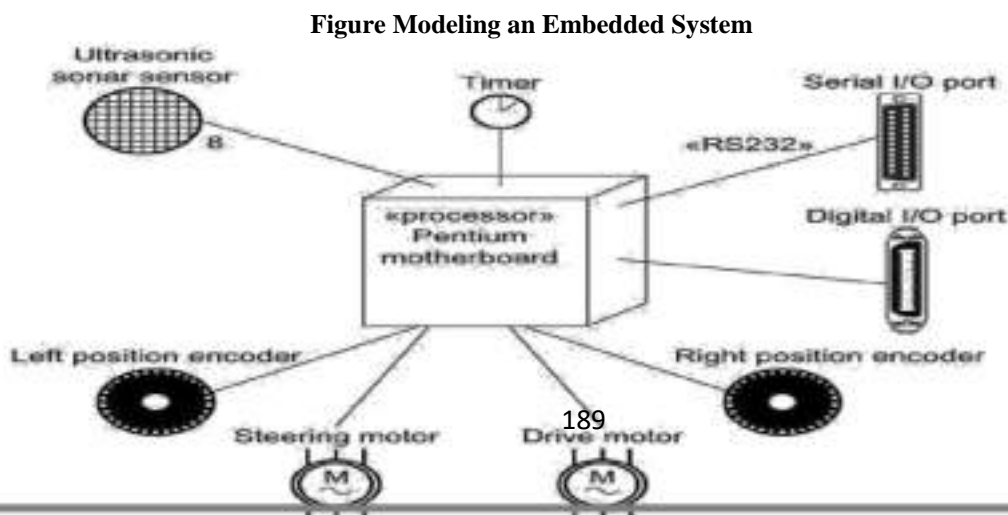 Figure Modeling an Embedded System
Ultrasonic
sonar sensor
8
Timer
Serial I/O port
«RS232»
«processor»
Pentium
motherboard
Digital I/O port
Left position encoder
Right position encoder
189
Steering motor
Drive motor
M
M